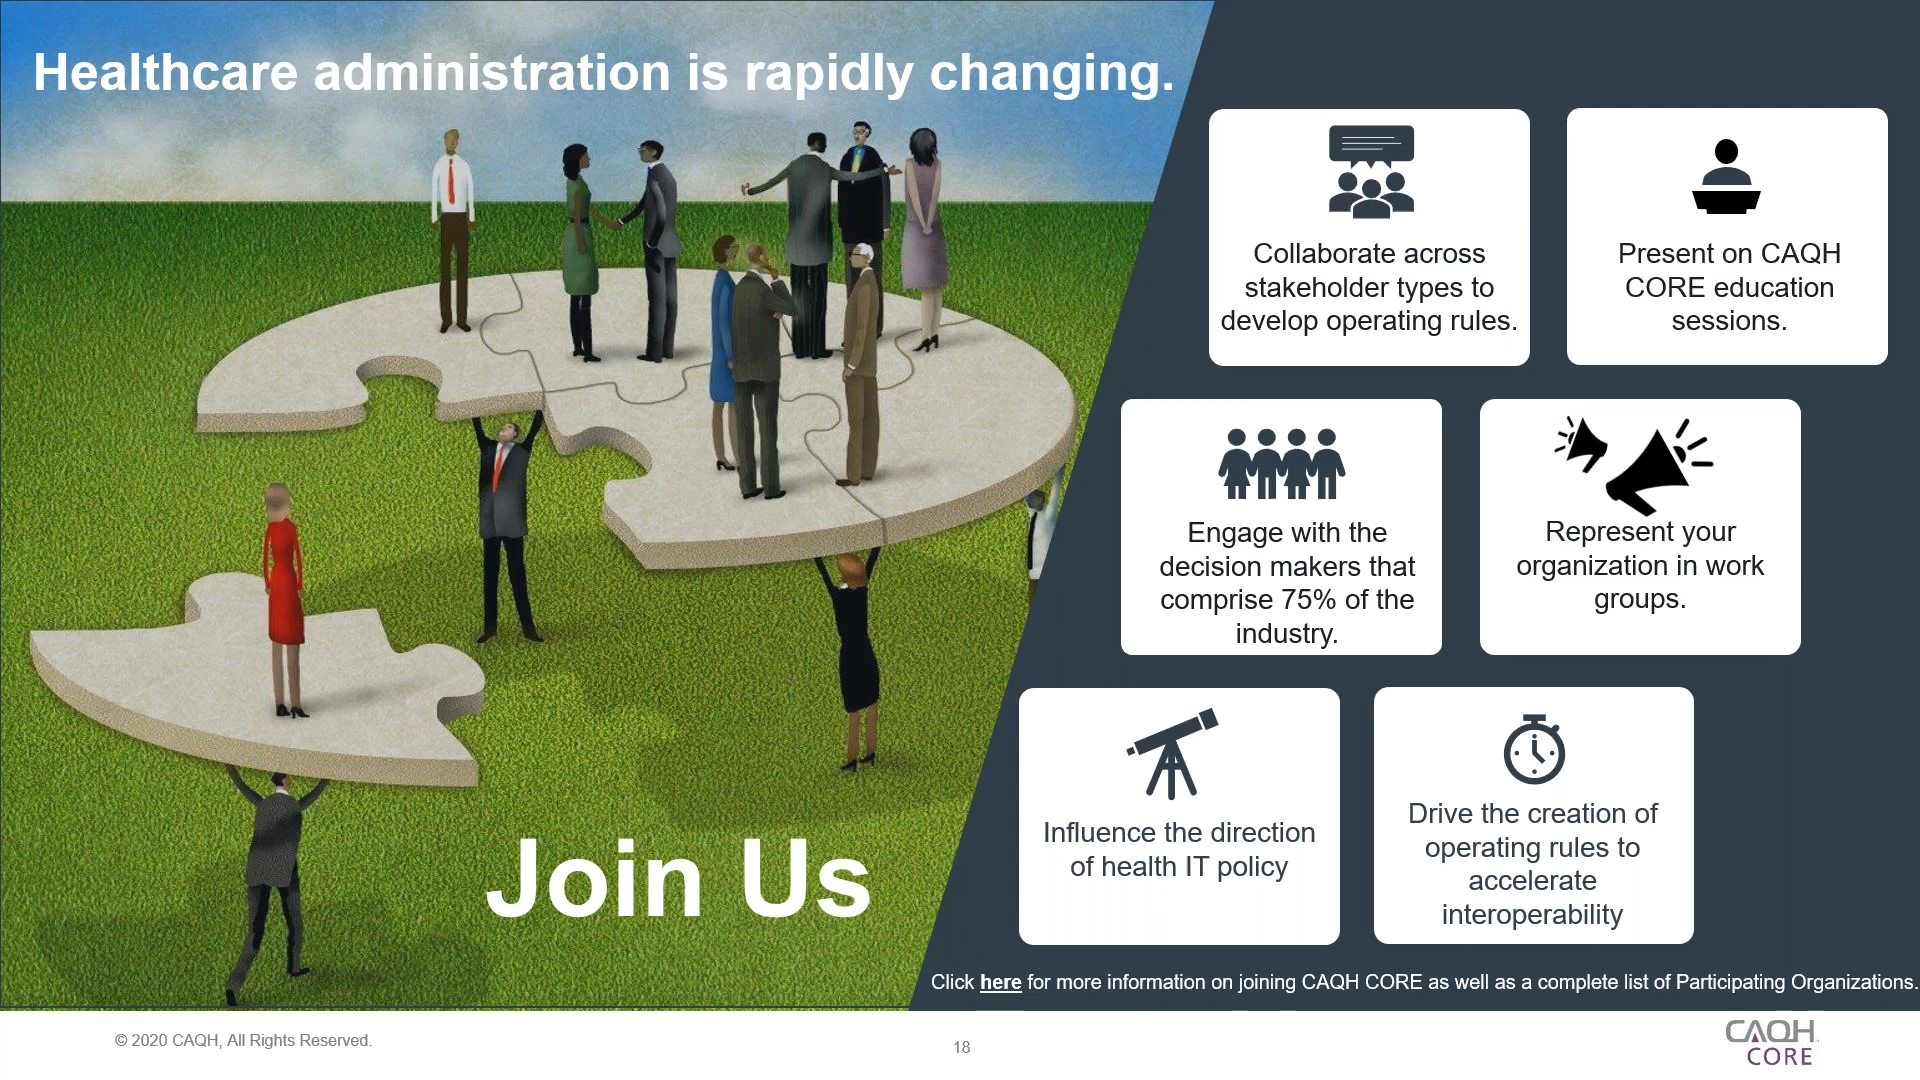 Healthcare administration is rapidly changing.
Collaborate across
stakeholder types to
develop operating rules.
Present on CAQH
CORE education
sessions.
Engage with the
decision makers that
comprise 75% of the
industry.
Represent your
organization in work
groups.
Influence the direction
of health IT policy
Drive the creation of
operating rules to
accelerate
interoperability
Join Us
Click here for more information on joining CAQH CORE as well as a complete list of Participating Organizations.
© 2020 CAQH, All Rights Reserved.
18
CAQH
CORE